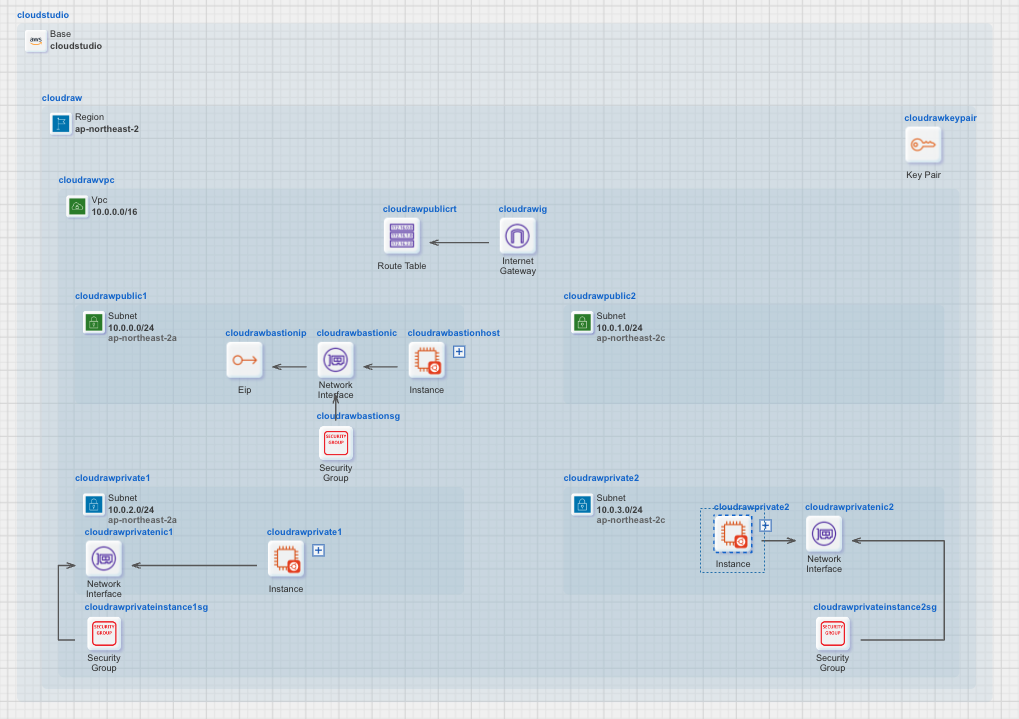 cloudstudio
aws
Base
cloudstudio
cloudraw
Region
ap-northeast-2
cloudrawkeypair
Key Pair
cloudrawvpc
Vpc
10.0.0.0/16
cloudrawpublicrt
Route Table
cloudrawig
Internet
Gateway
cloudrawpublic1
Subnet
10.0.0.0/24
ap-northeast-2a
cloudrawbastionip
Eip
cloudrawbastionic
Network
Interface
cloudrawbastionhost
Instance
cloudrawpublic2
Subnet
10.0.1.0/24
ap-northeast-2c
cloudrawbastionsg
SECURITY
GROUP
Security
Group
cloudrawprivate1
Subnet
10.0.2.0/24
ap-northeast-2a
cloudrawprivatenic1
Network
Interface
cloudrawprivate1
Instance
cloudrawprivate2
Subnet
10.0.3.0/24
ap-northeast-2c
cloudrawprivate2
Instance
cloudrawprivatenic2
Network
Interface
cloudrawprivateinstance1sg
SECURITY
GROUP
Security
Group
cloudrawprivateinstance2sg
SECURITY
GROUP
Security
Group